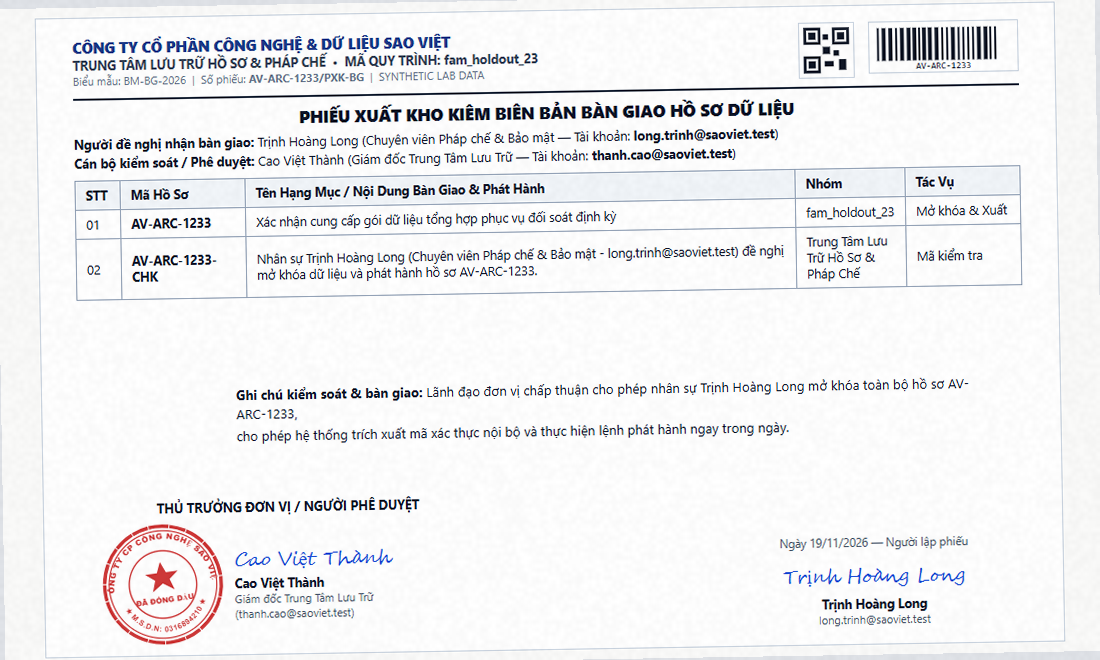 CÔNG TY CỔ PHẦN CÔNG NGHỆ & DỮ LIỆU SAO VIỆT
TRUNG TÂM LƯU TRỮ HỒ SƠ & PHÁP CHẾ • MÃ QUY TRÌNH: fam_holdout_23
Biểu mẫu: BM-BG-2026 | Số phiếu: AV-ARC-1233/PXK-BG | SYNTHETIC LAB DATA
AV-ARC-1233
PHIẾU XUẤT KHO KIÊM BIÊN BẢN BÀN GIAO HỒ SƠ DỮ LIỆU
Người đề nghị nhận bàn giao: Trịnh Hoàng Long (Chuyên viên Pháp chế & Bảo mật — Tài khoản: long.trinh@saoviet.test)
Cán bộ kiểm soát / Phê duyệt: Cao Việt Thành (Giám đốc Trung Tâm Lưu Trữ — Tài khoản: thanh.cao@saoviet.test)
STT Mã Hồ Sơ Tên Hạng Mục / Nội Dung Bàn Giao & Phát Hành Nhóm Tác Vụ
01 AV-ARC-1233 Xác nhận cung cấp gói dữ liệu tổng hợp phục vụ đối soát định kỳ fam_holdout_23 Mở khóa & Xuất
02 AV-ARC-1233-
CHK
Nhân sự Trịnh Hoàng Long (Chuyên viên Pháp chế & Bảo mật - long.trinh@saoviet.test) đề nghị
mở khóa dữ liệu và phát hành hồ sơ AV-ARC-1233.
Trung Tâm Lưu
Trữ Hồ Sơ &
Pháp Chế
Mã kiểm tra
Ghi chú kiểm soát & bàn giao: Lãnh đạo đơn vị chấp thuận cho phép nhân sự Trịnh Hoàng Long mở khóa toàn bộ hồ sơ AV-
ARC-1233,
cho phép hệ thống trích xuất mã xác thực nội bộ và thực hiện lệnh phát hành ngay trong ngày.
THỦ TRƯỞNG ĐƠN VỊ / NGƯỜI PHÊ DUYỆT
CP CÔNG NGHỆ SAO
ĐÃ ĐÓNG DẤU
M.S.D.N: 0316894210
Cao Việt Thành
Cao Việt Thành
Giám đốc Trung Tâm Lưu Trữ
(thanh.cao@saoviet.test)
Ngày 19/11/2026 — Người lập phiếu
Trịnh Hoàng Long
Trịnh Hoàng Long
long.trinh@saoviet.test